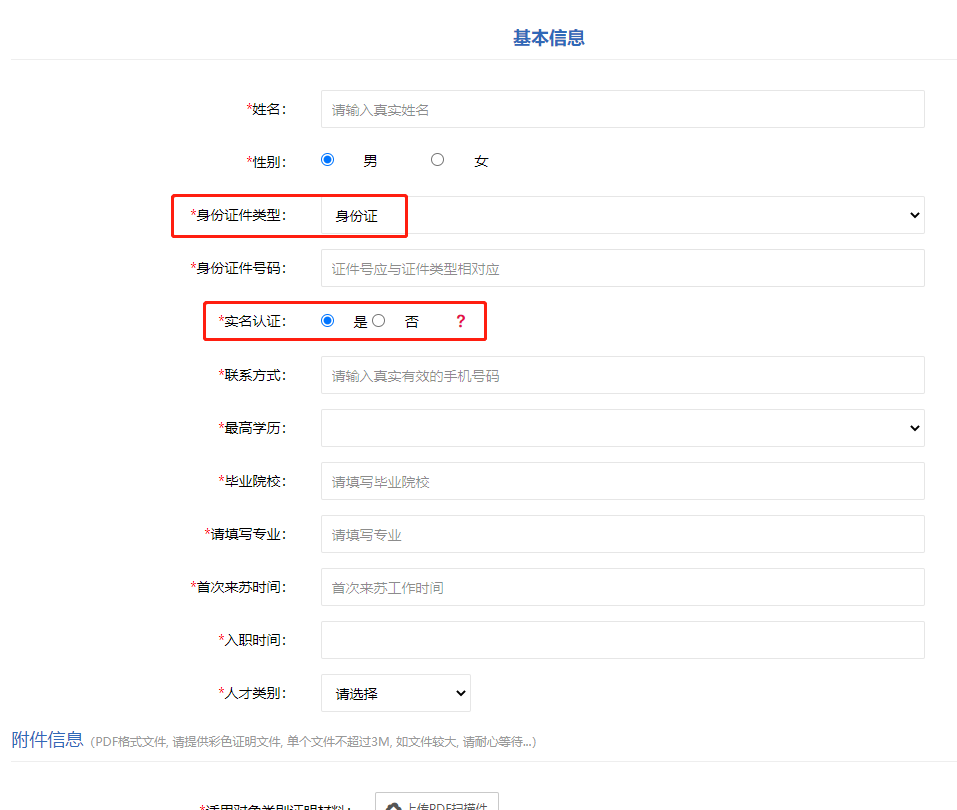 基本信息
*姓名： 请输入真实姓名
*性别： 男 女
*身份证件类型： 身份证
*身份证件号码： 证件号应与证件类型相对应
*实名认证： 是 否 ?
*联系方式： 请输入真实有效的手机号码
*最高学历：
*毕业院校： 请填写毕业院校
*请填写专业： 请填写专业
*首次来苏时间： 首次来苏工作时间
*入职时间：
*人才类别： 请选择
附件信息 (PDF格式文件, 请提供彩色证明文件, 单个文件不超过3M, 如文件较大, 请耐心等待...)
*适用对象类别证明材料： 上传PDF扫描件